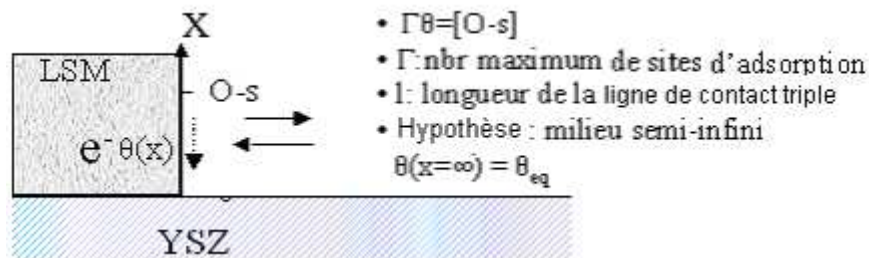 X
LSM
O-s
e⁻ θ(x)
YSZ
• Γθ=[O-s]
• Γ:nbr maximum de sites d'adsorption
• l: longueur de la ligne de contact triple
• Hypothèse : milieu semi-infini
θ(x=∞) = θeq